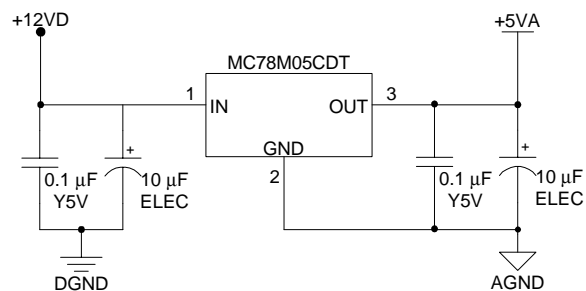 +12VD
+5VA
MC78M05CDT
1
IN
OUT
3
GND
2
+
+
0.1 µF
Y5V
10 µF
ELEC
0.1 µF
Y5V
10 µF
ELEC
DGND
AGND